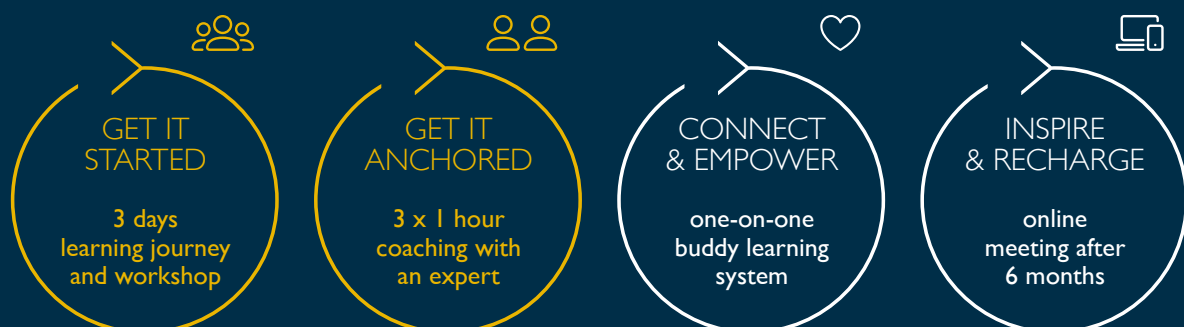 GET IT
STARTED
3 days
learning journey
and workshop
GET IT
ANCHORED
3 x 1 hour
coaching with
an expert
CONNECT
& EMPOWER
one-on-one
buddy learning
system
INSPIRE
& RECHARGE
online
meeting after
6 months